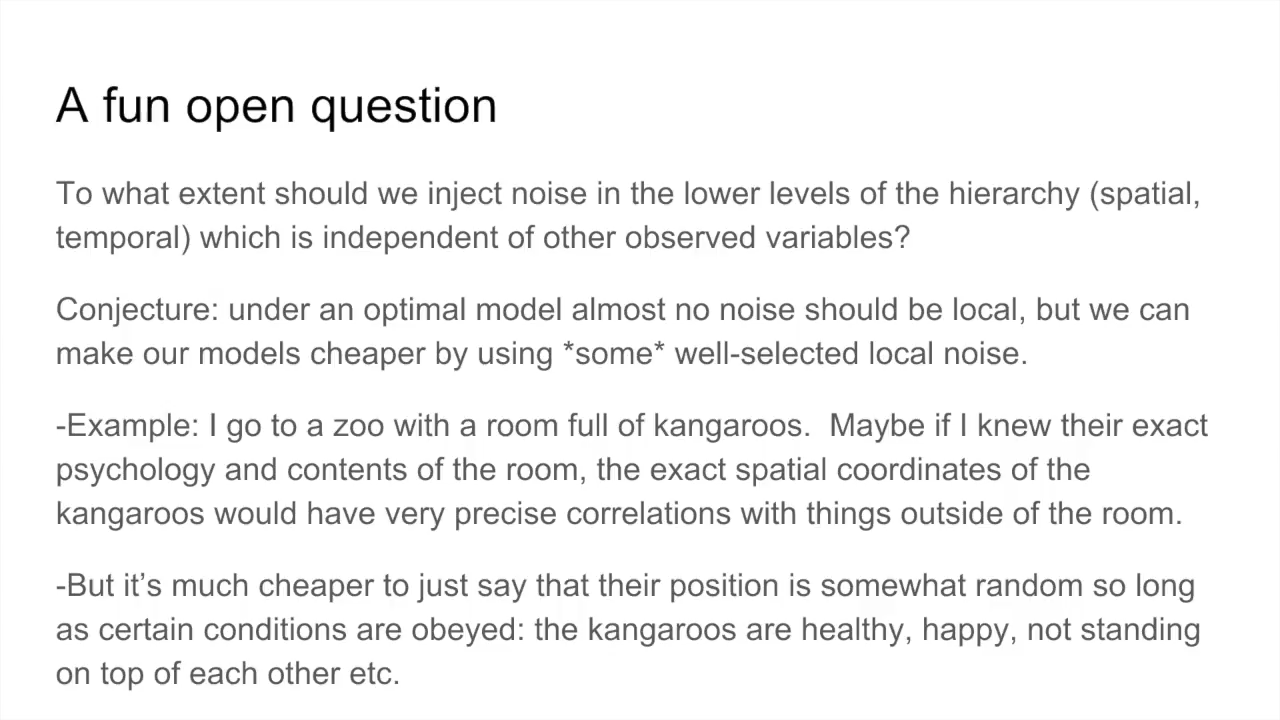 A fun open question
To what extent should we inject noise in the lower levels of the hierarchy (spatial,
temporal) which is independent of other observed variables?
Conjecture: under an optimal model almost no noise should be local, but we can
make our models cheaper by using *some* well-selected local noise.
-Example: I go to a zoo with a room full of kangaroos.  Maybe if I knew their exact
psychology and contents of the room, the exact spatial coordinates of the
kangaroos would have very precise correlations with things outside of the room.
-But it’s much cheaper to just say that their position is somewhat random so long
as certain conditions are obeyed: the kangaroos are healthy, happy, not standing
on top of each other etc.